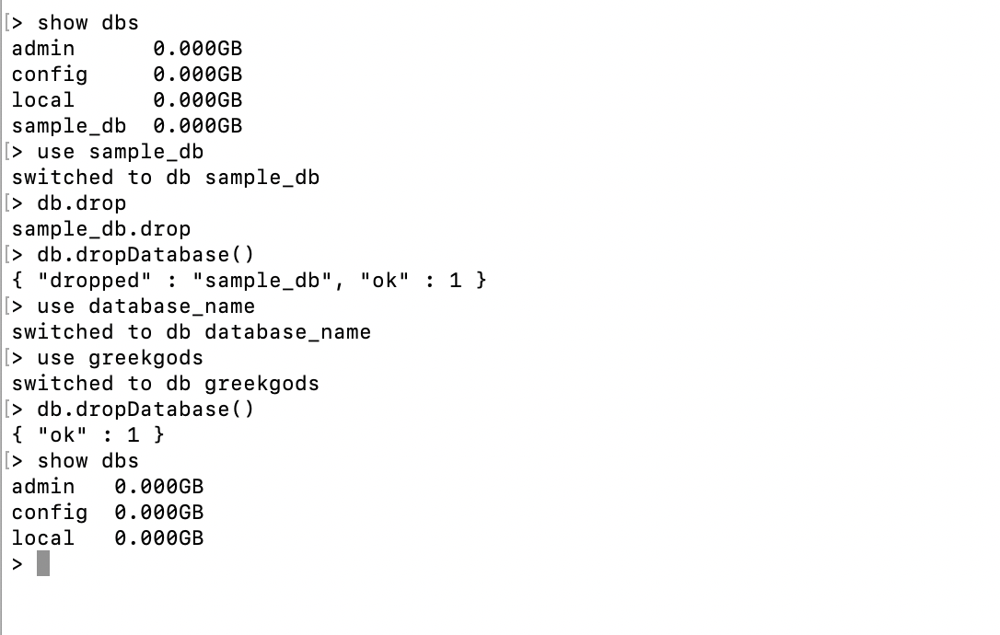 [> show dbs
admin      0.000GB
config     0.000GB
local      0.000GB
sample_db  0.000GB
[> use sample_db
switched to db sample_db
[> db.drop
sample_db.drop
[> db.dropDatabase()
{ "dropped" : "sample_db", "ok" : 1 }
[> use database_name
switched to db database_name
[> use greekgods
switched to db greekgods
[> db.dropDatabase()
{ "ok" : 1 }
[> show dbs
admin   0.000GB
config  0.000GB
local   0.000GB
>